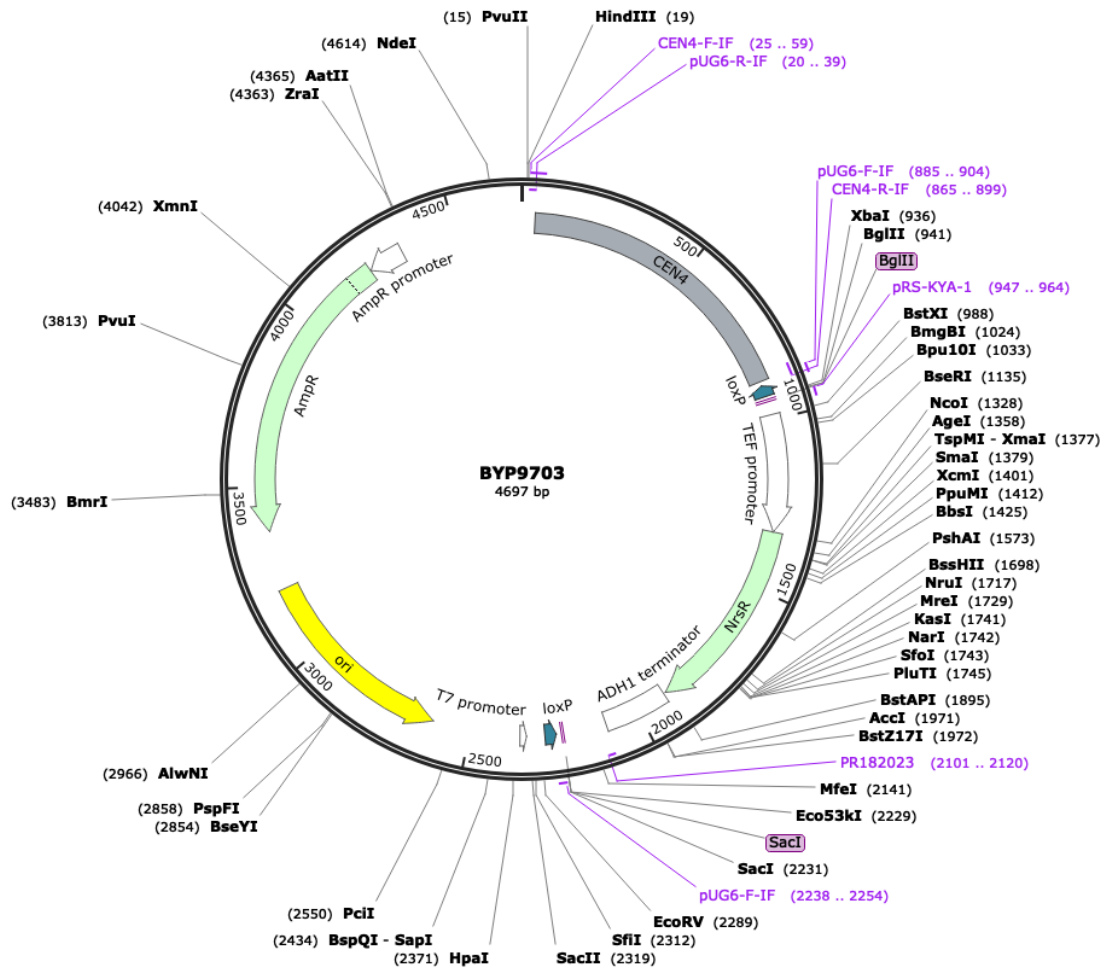 (15) PvuII
HindIII (19)
(4614) NdeI
CEN4-F-IF (25 .. 59)
pUG6-R-IF (20 .. 39)
(4365) AatII
(4363) ZraI
pUG6-F-IF (885 .. 904)
CEN4-R-IF (865 .. 899)
(4042) XmnI
XbaI (936)
BglII (941)
BglII
pRS-KYA-1 (947 .. 964)
(3813) PvuI
BstXI (988)
BmgBI (1024)
Bpu10I (1033)
BseRI (1135)
NcoI (1328)
AgeI (1358)
TspMI - XmaI (1377)
SmaI (1379)
XcmI (1401)
PpuMI (1412)
BbsI (1425)
(3483) BmrI
PshAI (1573)
BssHII (1698)
NruI (1717)
MreI (1729)
KasI (1741)
NarI (1742)
SfoI (1743)
PluTI (1745)
BstAPI (1895)
AccI (1971)
BstZ17I (1972)
PR182023 (2101 .. 2120)
(2966) AlwNI
MfeI (2141)
(2858) PspFI
(2854) BseYI
Eco53kI (2229)
SacI
SacI (2231)
pUG6-F-IF (2238 .. 2254)
(2550) PciI
EcoRV (2289)
(2434) BspQI - SapI
SfiI (2312)
(2371) HpaI
SacII (2319)
4500
500
1000
1500
2000
2500
3000
3500
4000
CEN4
loxP
TEF promoter
NrsR
ADH1 terminator
loxP
T7 promoter
ori
AmpR
AmpR promoter
BYP9703
4697 bp